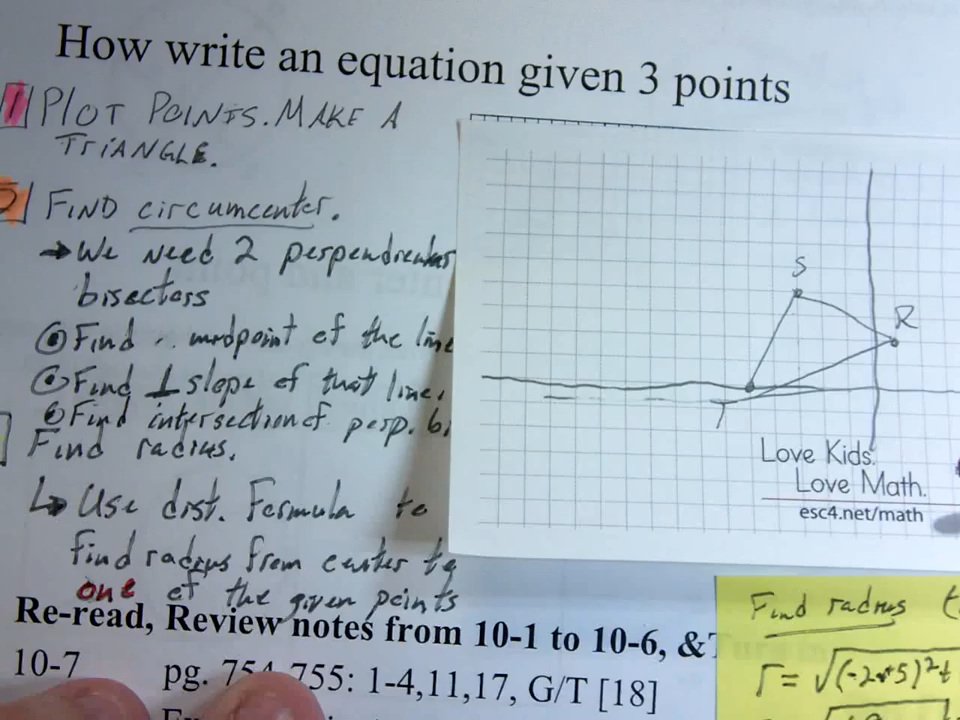 How write an equation given 3 points
1 PLOT POINTS. MAKE A
TRIANGLE.
2 FIND circumcenter.
→ We need 2 perpendicular
bisectors
Find midpoint of the line
Find ⊥ slope of that line.
Find intersection of perp. bi
Find radius.
↳ Use dist. Formula to
find radius from center to
one of the given points
S
R
T
Love Kids.
Love Math.
esc4.net/math
Re-read, Review notes from 10-1 to 10-6, &
10-7 pg. 754-755: 1-4,11,17, G/T [18]
Find radius
r = √(-2+5)²+